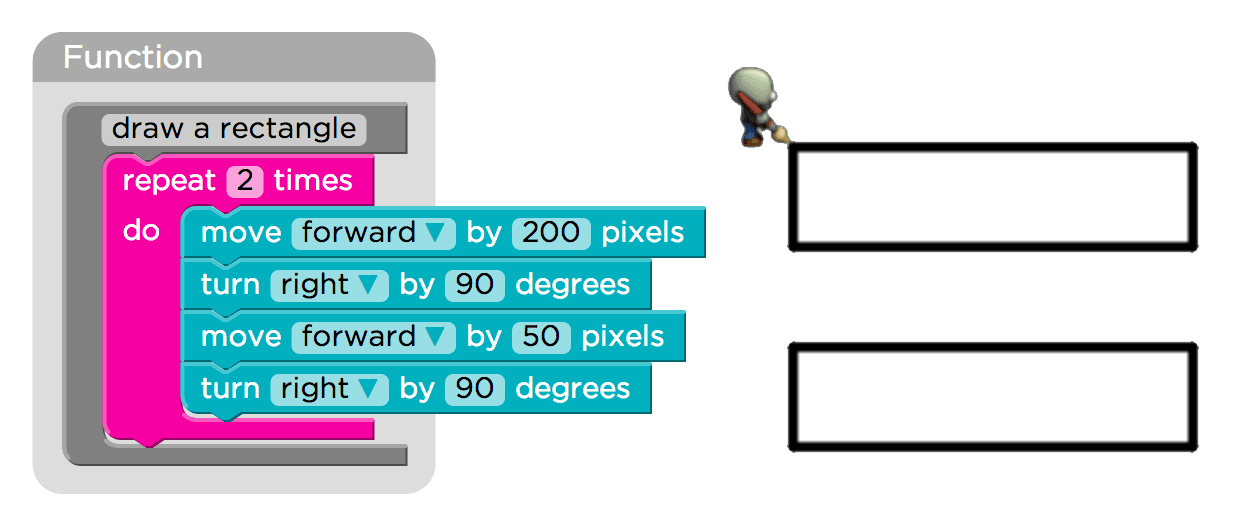 Function
draw a rectangle
repeat 2 times
do move forward ▼ by 200 pixels
turn right ▼ by 90 degrees
move forward ▼ by 50 pixels
turn right ▼ by 90 degrees